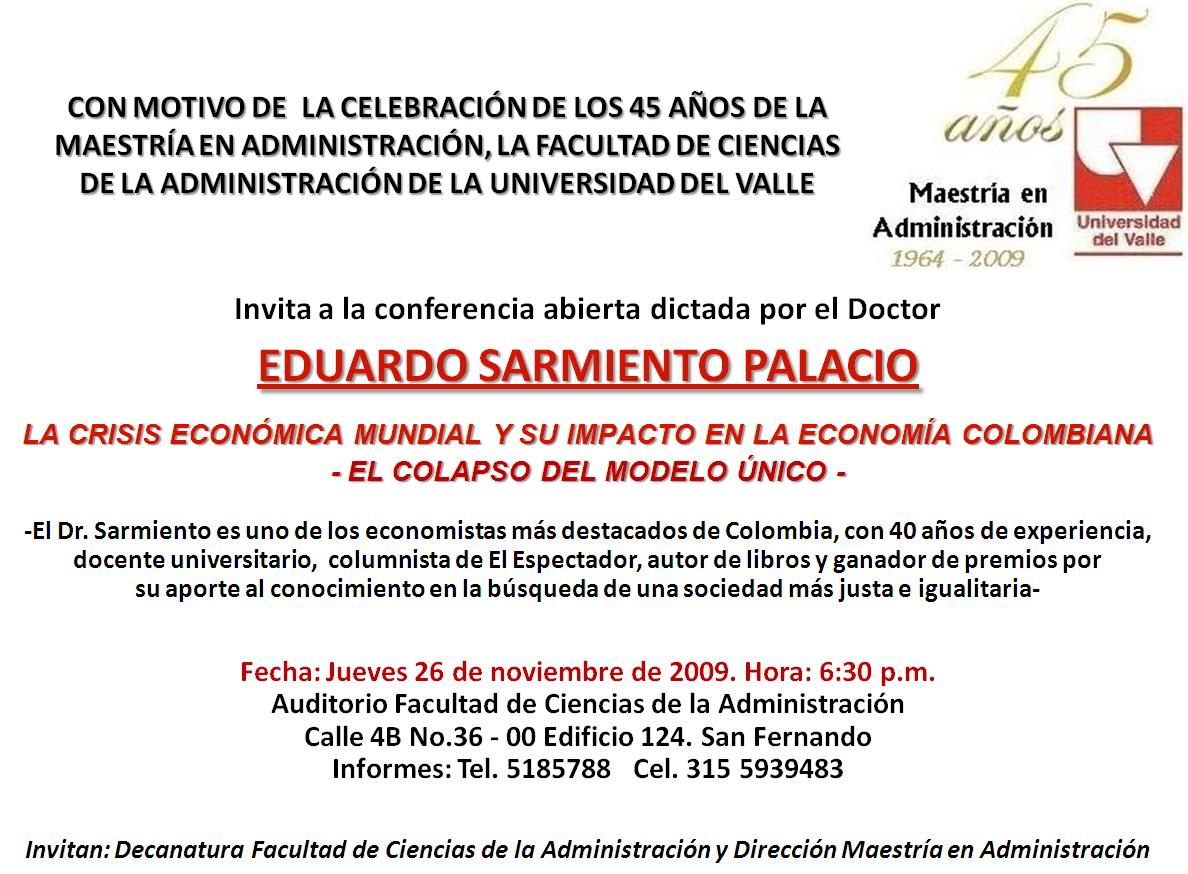 45
años
CON MOTIVO DE  LA CELEBRACIÓN DE LOS 45 AÑOS DE LA
MAESTRÍA EN ADMINISTRACIÓN, LA FACULTAD DE CIENCIAS
DE LA ADMINISTRACIÓN DE LA UNIVERSIDAD DEL VALLE
Maestría en
Administración
1964 - 2009
Universidad
del Valle
Invita a la conferencia abierta dictada por el Doctor
EDUARDO SARMIENTO PALACIO
LA CRISIS ECONÓMICA MUNDIAL  Y SU IMPACTO EN LA ECONOMÍA COLOMBIANA
- EL COLAPSO DEL MODELO ÚNICO -
-El Dr. Sarmiento es uno de los economistas más destacados de Colombia, con 40 años de experiencia,
docente universitario,  columnista de El Espectador, autor de libros y ganador de premios por
su aporte al conocimiento en la búsqueda de una sociedad más justa e igualitaria-
Fecha: Jueves 26 de noviembre de 2009. Hora: 6:30 p.m.
Auditorio Facultad de Ciencias de la Administración
Calle 4B No.36 - 00 Edificio 124. San Fernando
Informes: Tel. 5185788   Cel. 315 5939483
Invitan: Decanatura Facultad de Ciencias de la Administración y Dirección Maestría en Administración